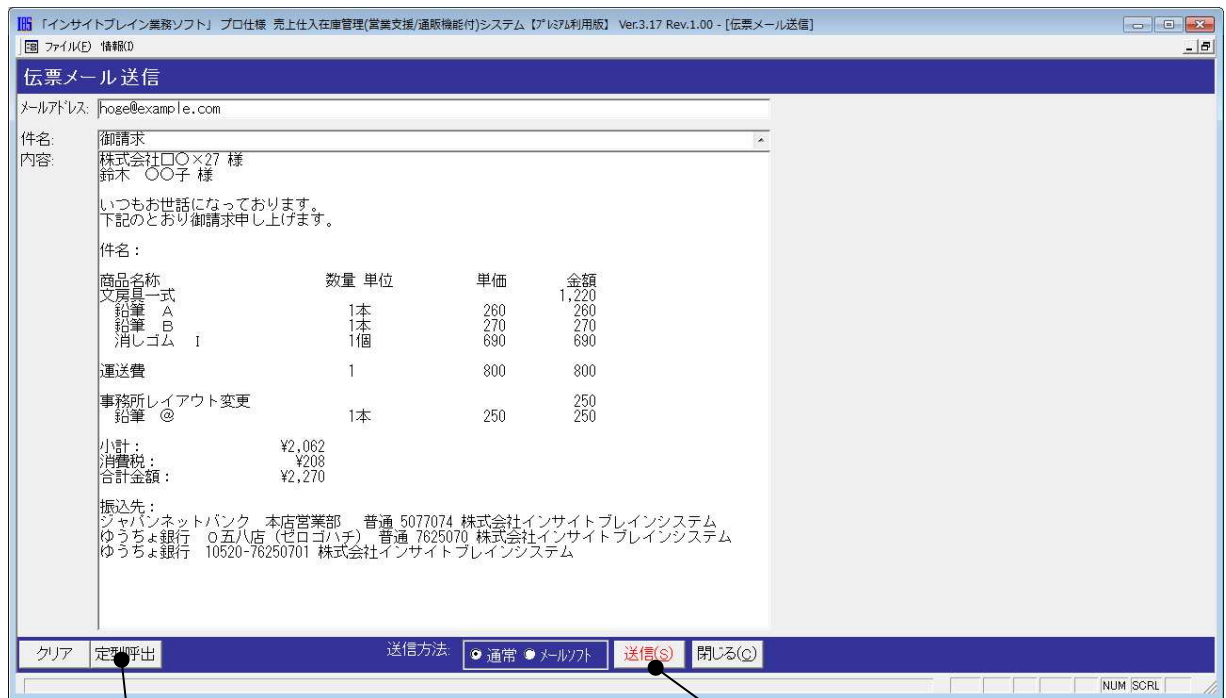 IBS 「インサイトブレイン業務ソフト」 プロ仕様 売上仕入在庫管理(営業支援/通販機能付)システム 【ﾌﾟﾚﾐｱﾑ利用版】 Ver.3.17 Rev.1.00 - [伝票メール送信]
ファイル(F) 情報(I)
伝票メール送信
メールアドレス: hoge@example.com
件名: 御請求
内容: 株式会社□○×27 様
鈴木 ○○子 様
いつもお世話になっております。
下記のとおり御請求申し上げます。
件名：
商品名称 数量 単位 単価 金額
文房具一式 1,220
鉛筆 A 1本 260 260
鉛筆 B 1本 270 270
消しゴム I 1個 690 690
運送費 1 800 800
事務所レイアウト変更 250
鉛筆 @ 1本 250 250
小計： ¥2,062
消費税： ¥208
合計金額： ¥2,270
振込先：
ジャパンネットバンク 本店営業部 普通 5077074 株式会社インサイトブレインシステム
ゆうちょ銀行 〇五八店（ゼロゴハチ） 普通 7625070 株式会社インサイトブレインシステム
ゆうちょ銀行 10520-76250701 株式会社インサイトブレインシステム
クリア 定型呼出 送信方法: 通常 メールソフト 送信(S) 閉じる(C)
NUM SCRL